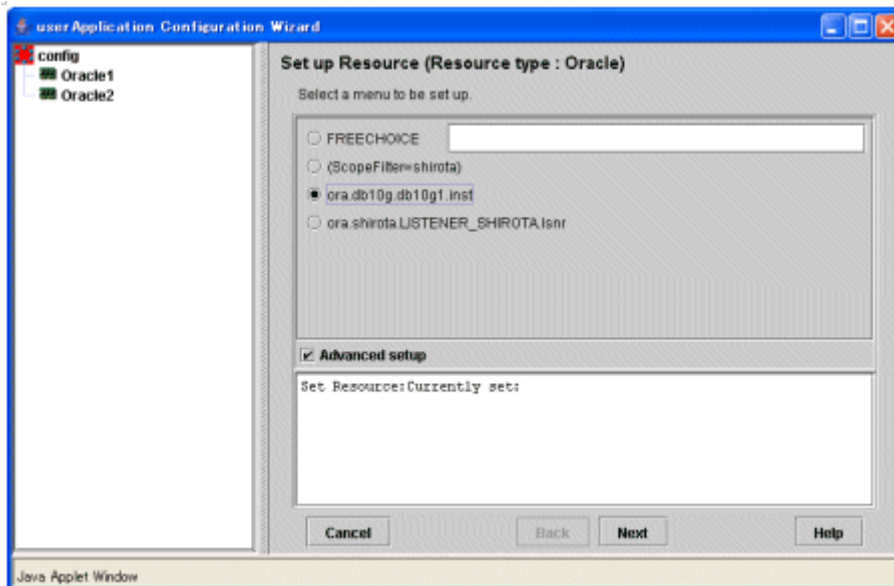 userApplication Configuration Wizard
config
Oracle1
Oracle2
Set up Resource (Resource type : Oracle)
Select a menu to be set up.
FREECHOICE
(ScopeFilter=shirota)
ora.db10g.db10g1.inst
ora.shirota.LISTENER_SHIROTA.lsnr
Advanced setup
Set Resource:Currently set:
Cancel
Back
Next
Help
Java Applet Window